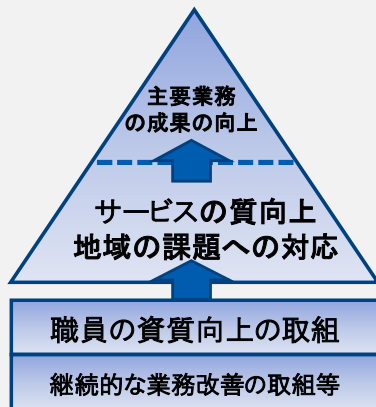 主要業務
の成果の向上
サービスの質向上
地域の課題への対応
職員の資質向上の取組
継続的な業務改善の取組等